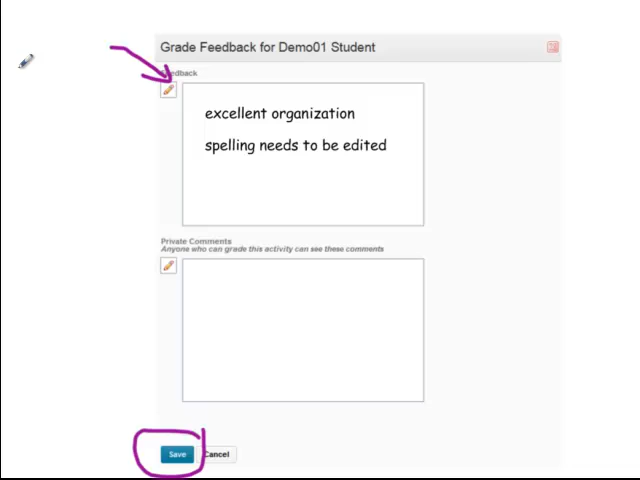 Grade Feedback for Demo01 Student
Feedback
excellent organization
spelling needs to be edited
Private Comments
Anyone who can grade this activity can see these comments
Save Cancel